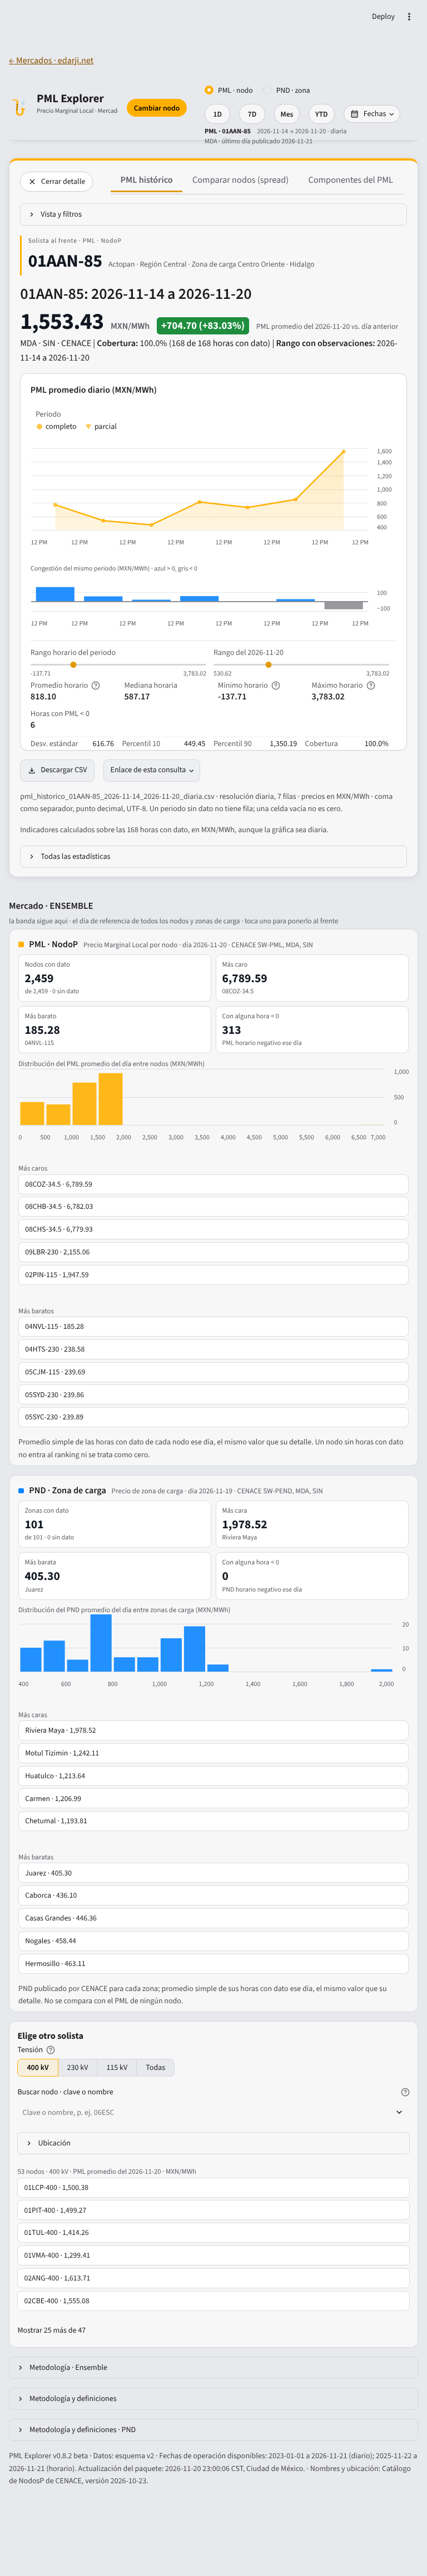 Deploy
← Mercados · edarji.net
PML Explorer
Precio Marginal Local · Mercad
Cambiar nodo
PML · nodo
PND · zona
1D
7D
Mes
YTD
Fechas
PML · 01AAN-85 2026-11-14 → 2026-11-20 · diaria
MDA · último día publicado 2026-11-21
Cerrar detalle
PML histórico
Comparar nodos (spread)
Componentes del PML
Vista y filtros
Solista al frente · PML · NodoP
01AAN-85 Actopan · Región Central · Zona de carga Centro Oriente · Hidalgo
01AAN-85: 2026-11-14 a 2026-11-20
1,553.43 MXN/MWh +704.70 (+83.03%) PML promedio del 2026-11-20 vs. día anterior
MDA · SIN · CENACE | Cobertura: 100.0% (168 de 168 horas con dato) | Rango con observaciones: 2026-
11-14 a 2026-11-20
PML promedio diario (MXN/MWh)
Periodo
completo parcial
1,600
1,400
1,200
1,000
800
600
400
12 PM 12 PM 12 PM 12 PM 12 PM 12 PM 12 PM 12 PM
Congestión del mismo periodo (MXN/MWh) · azul > 0, gris < 0
100
−100
12 PM 12 PM 12 PM 12 PM 12 PM 12 PM 12 PM 12 PM
Rango horario del periodo
-137.71 3,783.02
Rango del 2026-11-20
530.62 3,783.02
Promedio horario
818.10
Mediana horaria
587.17
Mínimo horario
-137.71
Máximo horario
3,783.02
Horas con PML < 0
6
Desv. estándar 616.76 Percentil 10 449.45 Percentil 90 1,350.19 Cobertura 100.0%
Descargar CSV
Enlace de esta consulta
pml_historico_01AAN-85_2026-11-14_2026-11-20_diaria.csv · resolución diaria, 7 filas · precios en MXN/MWh · coma
como separador, punto decimal, UTF-8. Un periodo sin dato no tiene fila; una celda vacía no es cero.
Indicadores calculados sobre las 168 horas con dato, en MXN/MWh, aunque la gráfica sea diaria.
Todas las estadísticas
Mercado · ENSEMBLE
la banda sigue aquí · el día de referencia de todos los nodos y zonas de carga · toca uno para ponerlo al frente
PML · NodoP Precio Marginal Local por nodo · día 2026-11-20 · CENACE SW-PML, MDA, SIN
Nodos con dato
2,459
de 2,459 · 0 sin dato
Más caro
6,789.59
08COZ-34.5
Más barato
185.28
04NVL-115
Con alguna hora < 0
313
PML horario negativo ese día
Distribución del PML promedio del día entre nodos (MXN/MWh)
1,000
500
0
0 500 1,000 1,500 2,000 2,500 3,000 3,500 4,000 4,500 5,000 5,500 6,000 6,500 7,000
Más caros
08COZ-34.5 · 6,789.59
08CHB-34.5 · 6,782.03
08CHS-34.5 · 6,779.93
09LBR-230 · 2,155.06
02PIN-115 · 1,947.59
Más baratos
04NVL-115 · 185.28
04HTS-230 · 238.58
05CJM-115 · 239.69
05SYD-230 · 239.86
05SYC-230 · 239.89
Promedio simple de las horas con dato de cada nodo ese día, el mismo valor que su detalle. Un nodo sin horas con dato
no entra al ranking ni se trata como cero.
PND · Zona de carga Precio de zona de carga · día 2026-11-19 · CENACE SW-PEND, MDA, SIN
Zonas con dato
101
de 101 · 0 sin dato
Más cara
1,978.52
Riviera Maya
Más barata
405.30
Juarez
Con alguna hora < 0
0
PND horario negativo ese día
Distribución del PND promedio del día entre zonas de carga (MXN/MWh)
20
10
0
400 600 800 1,000 1,200 1,400 1,600 1,800 2,000
Más caras
Riviera Maya · 1,978.52
Motul Tizimin · 1,242.11
Huatulco · 1,213.64
Carmen · 1,206.99
Chetumal · 1,193.81
Más baratas
Juarez · 405.30
Caborca · 436.10
Casas Grandes · 446.36
Nogales · 458.44
Hermosillo · 463.11
PND publicado por CENACE para cada zona; promedio simple de sus horas con dato ese día, el mismo valor que su
detalle. No se compara con el PML de ningún nodo.
Elige otro solista
Tensión
400 kV
230 kV
115 kV
Todas
Buscar nodo · clave o nombre
Clave o nombre, p. ej. 06ESC
Ubicación
53 nodos · 400 kV · PML promedio del 2026-11-20 · MXN/MWh
01LCP-400 · 1,500.38
01PIT-400 · 1,499.27
01TUL-400 · 1,414.26
01VMA-400 · 1,299.41
02ANG-400 · 1,613.71
02CBE-400 · 1,555.08
Mostrar 25 más de 47
Metodología · Ensemble
Metodología y definiciones
Metodología y definiciones · PND
PML Explorer v0.8.2 beta · Datos: esquema v2 · Fechas de operación disponibles: 2023-01-01 a 2026-11-21 (diario); 2025-11-22 a
2026-11-21 (horario). Actualización del paquete: 2026-11-20 23:00:06 CST, Ciudad de México. · Nombres y ubicación: Catálogo
de NodosP de CENACE, versión 2026-10-23.